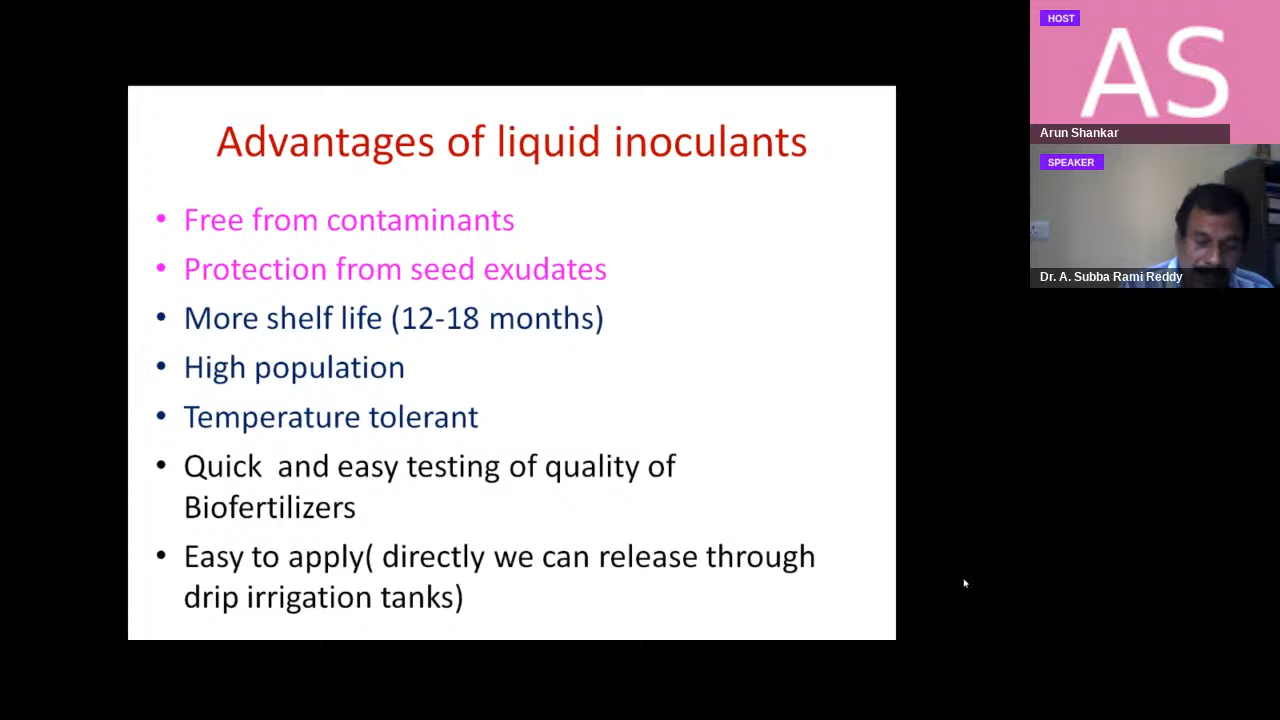 Advantages of liquid inoculants
• Free from contaminants
• Protection from seed exudates
• More shelf life (12-18 months)
• High population
• Temperature tolerant
• Quick and easy testing of quality of
Biofertilizers
• Easy to apply( directly we can release through
drip irrigation tanks)
HOST
AS
Arun Shankar
SPEAKER
Dr. A. Subba Rami Reddy